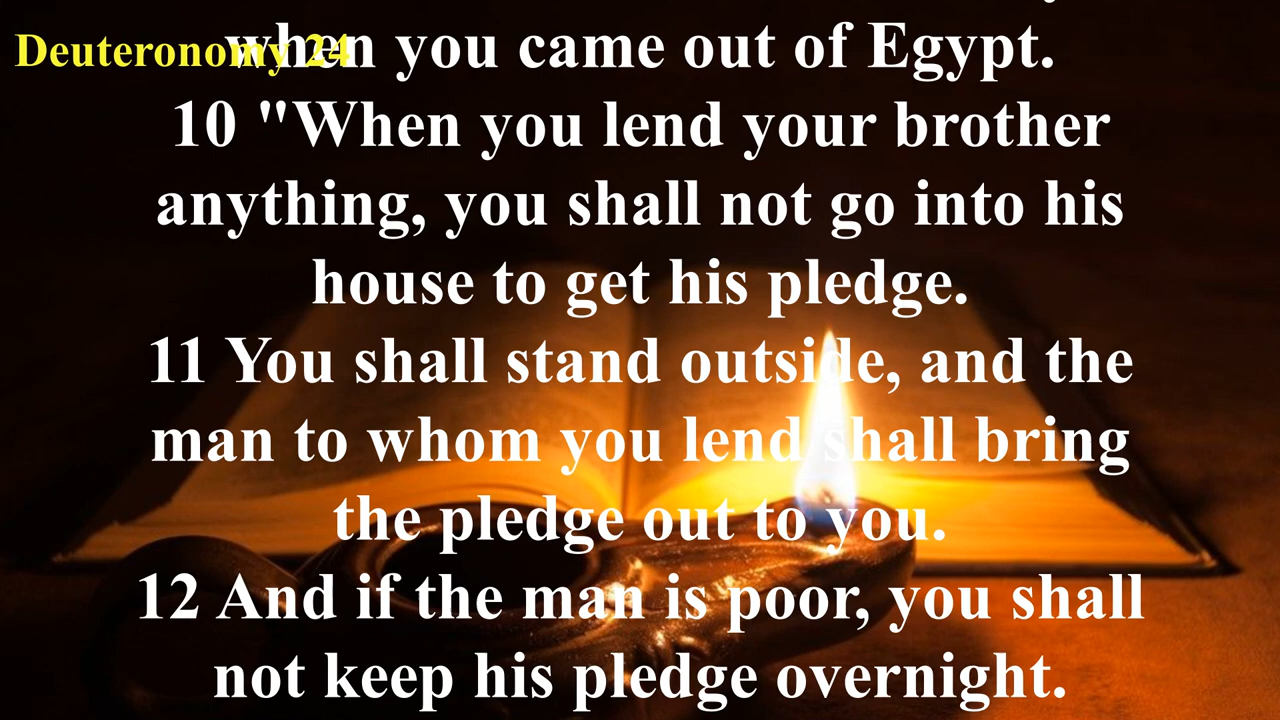 Deuteronomy 24
when you came out of Egypt.
10 "When you lend your brother
anything, you shall not go into his
house to get his pledge.
11 You shall stand outside, and the
man to whom you lend shall bring
the pledge out to you.
12 And if the man is poor, you shall
not keep his pledge overnight.